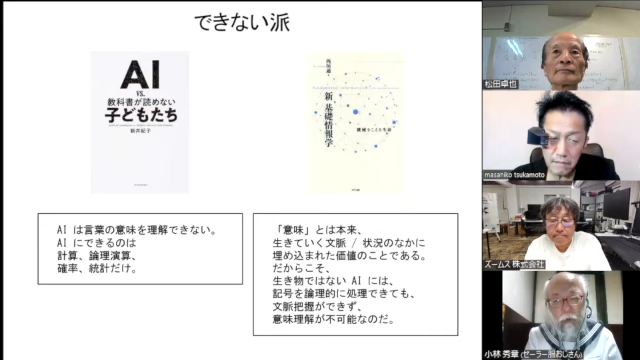 できない派
AI
vs.
教科書が読めない
子どもたち
新井紀子
西垣通
新 基礎情報学
機械をこえる生命
AI は言葉の意味を理解できない。
AI にできるのは
計算、論理演算、
確率、統計だけ。
「意味」とは本来、
生きていく文脈 / 状況のなかに
埋め込まれた価値のことである。
だからこそ、
生き物ではない AI には、
記号を論理的に処理できても、
文脈把握ができず、
意味理解が不可能なのだ。
松田卓也
masahiko tsukamoto
ズームス 株式会社
小林 秀章 (セーラー服おじさん)